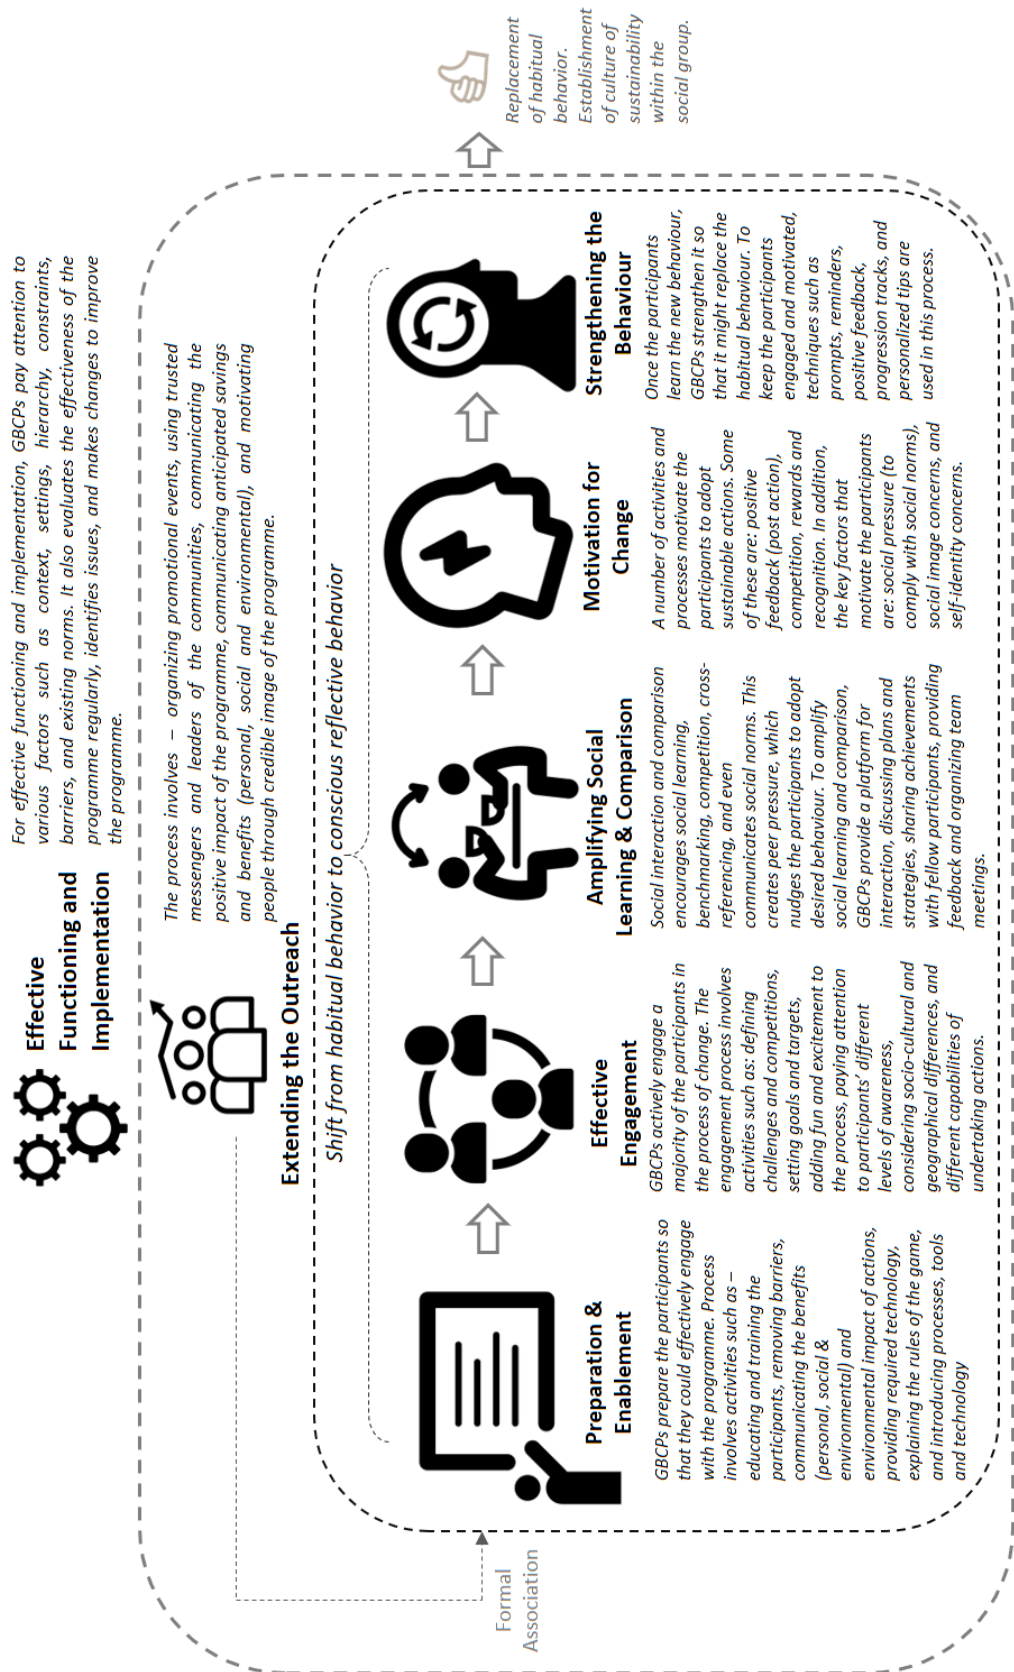 Effective
Functioning and
Implementation
For effective functioning and implementation, GBCPs pay attention to
various factors such as context, settings, hierarchy, constraints,
barriers, and existing norms. It also evaluates the effectiveness of the
programme regularly, identifies issues, and makes changes to improve
the programme.
Extending the Outreach
The process involves – organizing promotional events, using trusted
messengers and leaders of the communities, communicating the
positive impact of the programme, communicating anticipated savings
and benefits (personal, social and environmental), and motivating
people through credible image of the programme.
Shift from habitual behavior to conscious reflective behavior
Formal
Association
Preparation &
Enablement
GBCPs prepare the participants so
that they could effectively engage
with the programme. Process
involves activities such as –
educating and training the
participants, removing barriers,
communicating the benefits
(personal, social &
environmental) and
environmental impact of actions,
providing required technology,
explaining the rules of the game,
and introducing processes, tools
and technology
Effective
Engagement
GBCPs actively engage a
majority of the participants in
the process of change. The
engagement process involves
activities such as: defining
challenges and competitions,
setting goals and targets,
adding fun and excitement to
the process, paying attention
to participants’ different
levels of awareness,
considering socio-cultural and
geographical differences, and
different capabilities of
undertaking actions.
Amplifying Social
Learning & Comparison
Social interaction and comparison
encourages social learning,
benchmarking, competition, cross-
referencing, and even
communicates social norms. This
creates peer pressure, which
nudges the participants to adopt
desired behaviour. To amplify
social learning and comparison,
GBCPs provide a platform for
interaction, discussing plans and
strategies, sharing achievements
with fellow participants, providing
feedback and organizing team
meetings.
Motivation for
Change
A number of activities and
processes motivate the
participants to adopt
sustainable actions. Some
of these are: positive
feedback (post action),
competition, rewards and
recognition. In addition,
the key factors that
motivate the participants
are: social pressure (to
comply with social norms),
social image concerns, and
self-identity concerns.
Strengthening the
Behaviour
Once the participants
learn the new behaviour,
GBCPs strengthen it so
that it might replace the
habitual behaviour. To
keep the participants
engaged and motivated,
techniques such as
prompts, reminders,
positive feedback,
progression tracks, and
personalized tips are
used in this process.
Replacement
of habitual
behavior.
Establishment
of culture of
sustainability
within the
social group.